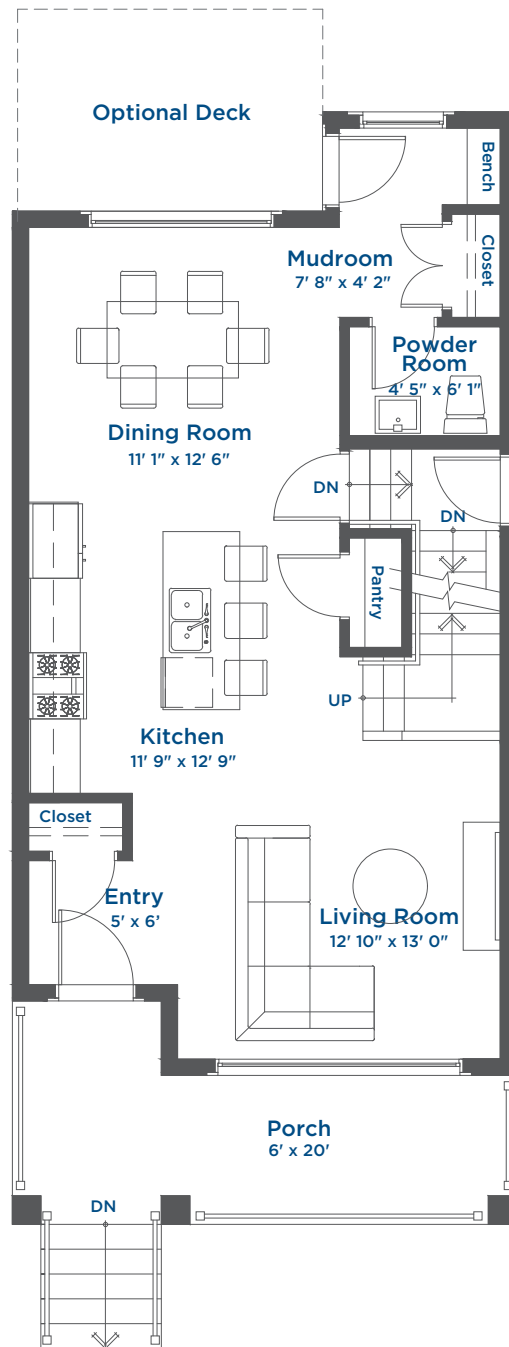 Optional Deck
Bench
Mudroom
7' 8" x 4' 2"
Closet
Powder
Room
4' 5" x 6' 1"
Dining Room
11' 1" x 12' 6"
DN
DN
Pantry
UP
Kitchen
11' 9" x 12' 9"
Closet
Entry
5' x 6'
Living Room
12' 10" x 13' 0"
Porch
6' x 20'
DN